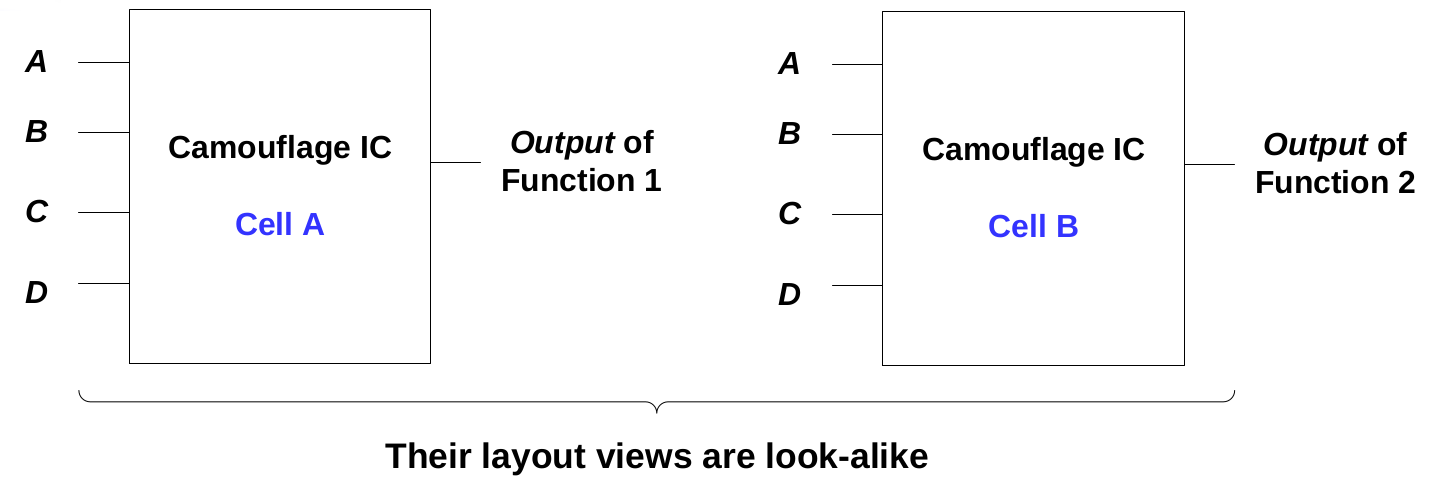 A
B
C
D
Camouflage IC
Cell A
Output of
Function 1
A
B
C
D
Camouflage IC
Cell B
Output of
Function 2
Their layout views are look-alike